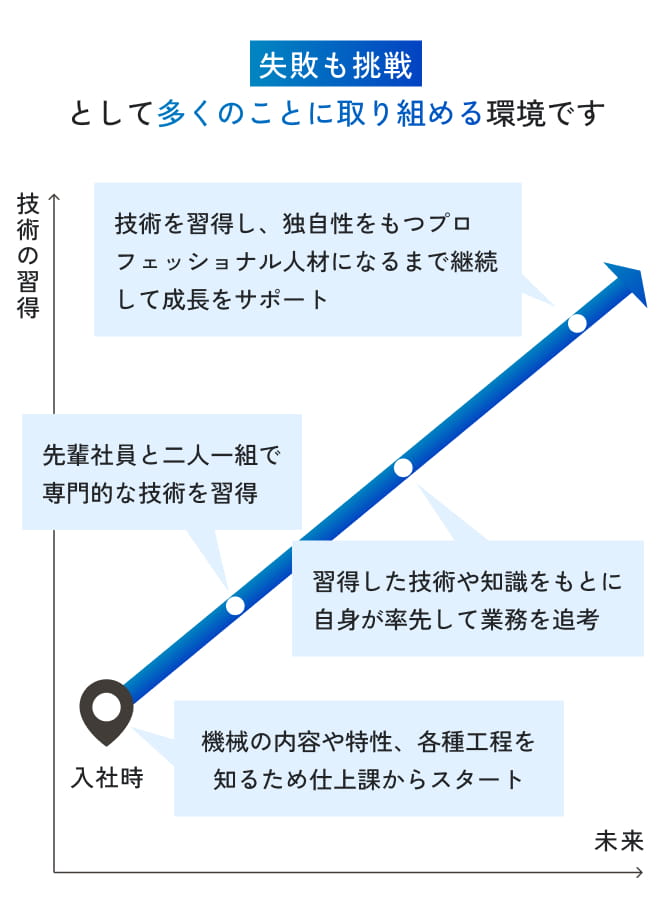 失敗も挑戦
として多くのことに取り組める環境です
技術の習得
技術を習得し、独自性をもつプロ
フェッショナル人材になるまで継続
して成長をサポート
先輩社員と二人一組で
専門的な技術を習得
習得した技術や知識をもとに
自身が率先して業務を追考
機械の内容や特性、各種工程を
知るため仕上課からスタート
入社時
未来